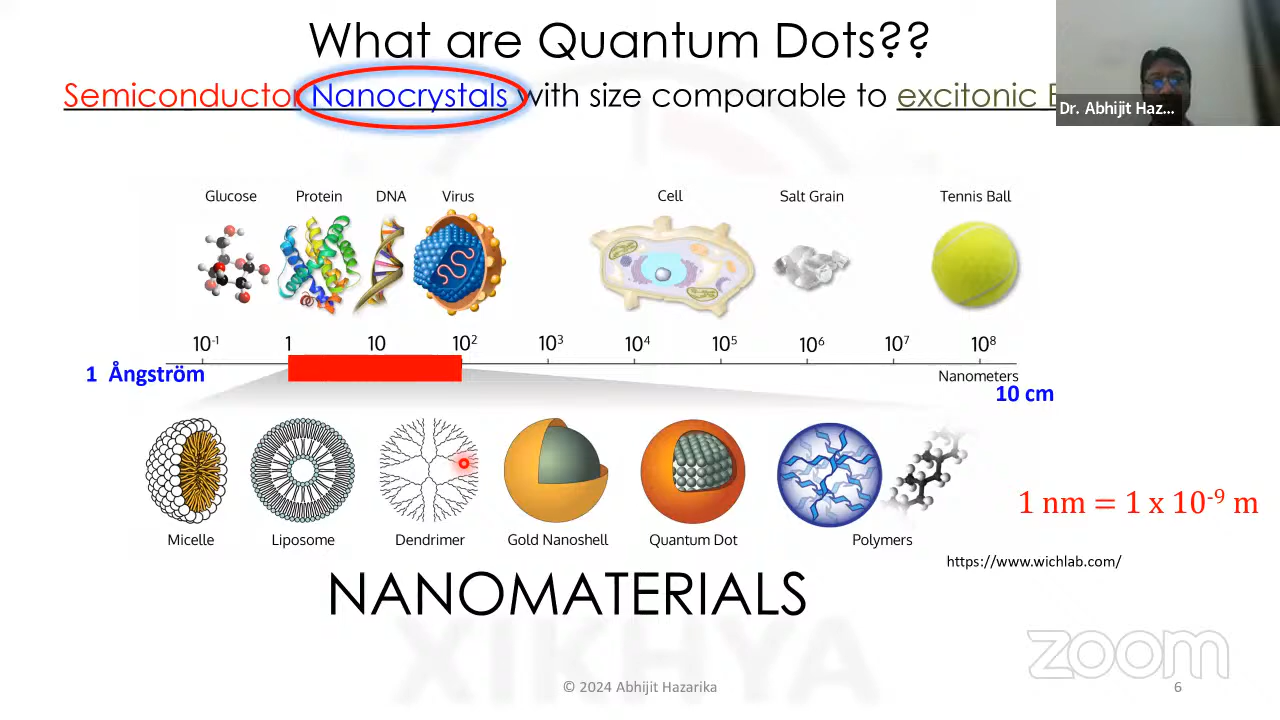 What are Quantum Dots??
Semiconductor Nanocrystals with size comparable to excitonic
Dr. Abhijit Haz...
Glucose Protein DNA Virus Cell Salt Grain Tennis Ball
10⁻¹ 1 10 10² 10³ 10⁴ 10⁵ 10⁶ 10⁷ 10⁸
1 Ångström
Nanometers
10 cm
1 nm = 1 x 10⁻⁹ m
Micelle Liposome Dendrimer Gold Nanoshell Quantum Dot Polymers
https://www.wichlab.com/
NANOMATERIALS
XIKHYA
zoom
© 2024 Abhijit Hazarika
6